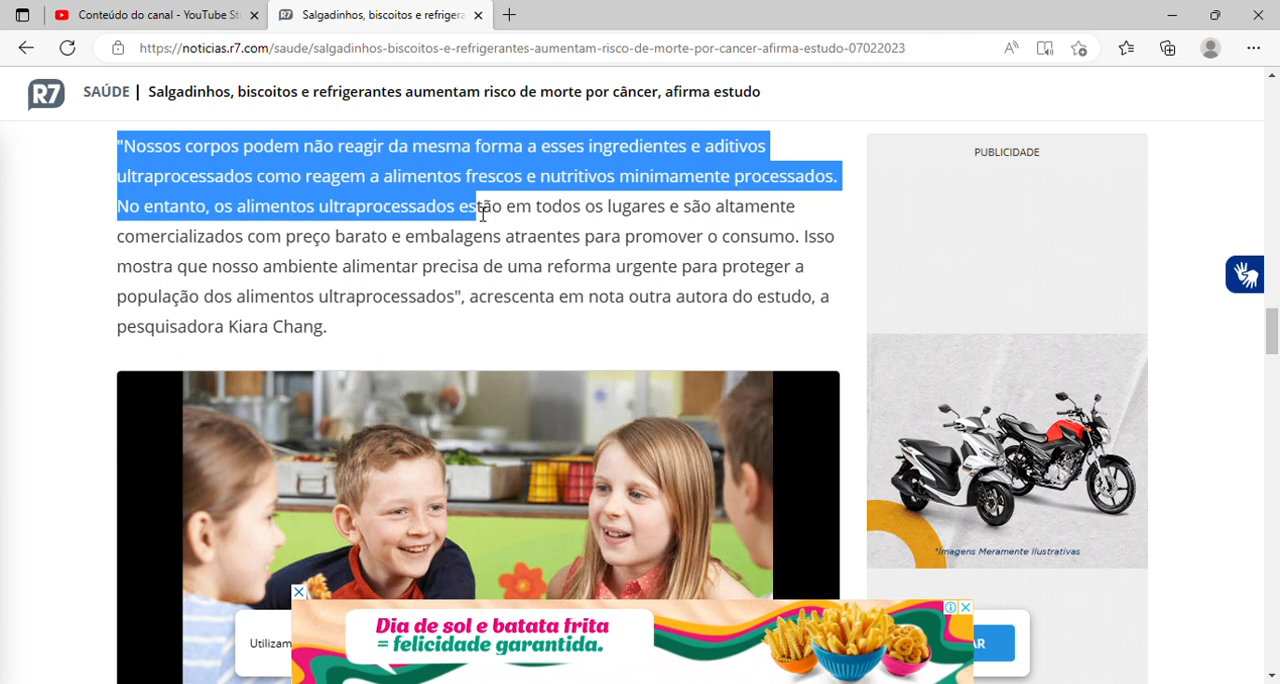 Conteúdo do canal - YouTube St
Salgadinhos, biscoitos e refrigera
https://noticias.r7.com/saude/salgadinhos-biscoitos-e-refrigerantes-aumentam-risco-de-morte-por-cancer-afirma-estudo-07022023
R7 SAÚDE | Salgadinhos, biscoitos e refrigerantes aumentam risco de morte por câncer, afirma estudo
"Nossos corpos podem não reagir da mesma forma a esses ingredientes e aditivos
ultraprocessados como reagem a alimentos frescos e nutritivos minimamente processados.
No entanto, os alimentos ultraprocessados estão em todos os lugares e são altamente
comercializados com preço barato e embalagens atraentes para promover o consumo. Isso
mostra que nosso ambiente alimentar precisa de uma reforma urgente para proteger a
população dos alimentos ultraprocessados", acrescenta em nota outra autora do estudo, a
pesquisadora Kiara Chang.
PUBLICIDADE
*Imagens Meramente Ilustrativas
Utilizam
Dia de sol e batata frita
= felicidade garantida.
AR